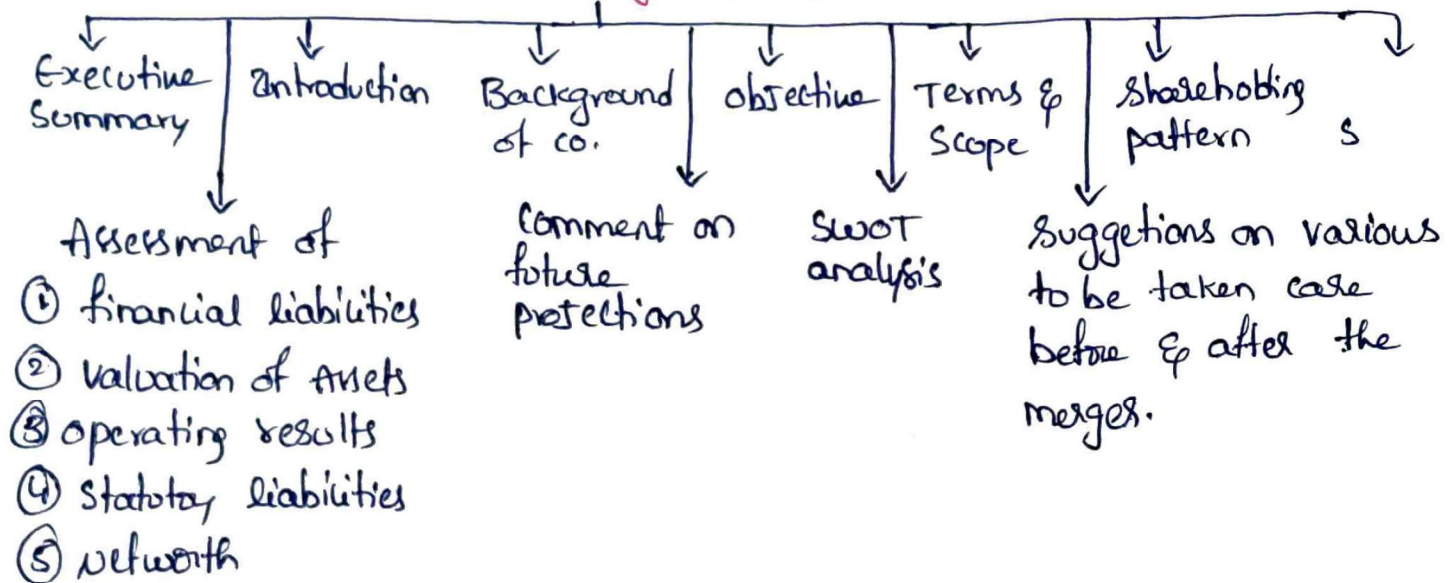 Executive
Summary
Introduction
Background
of co.
Objective
Terms &
Scope
Shareholding
pattern
S
Assessment of
① financial liabilities
② valuation of Assets
③ operating results
④ Statutory liabilities
⑤ Networth
Comment on
future
projections
SWOT
analysis
Suggetions on various
to be taken care
before & after the
merger.